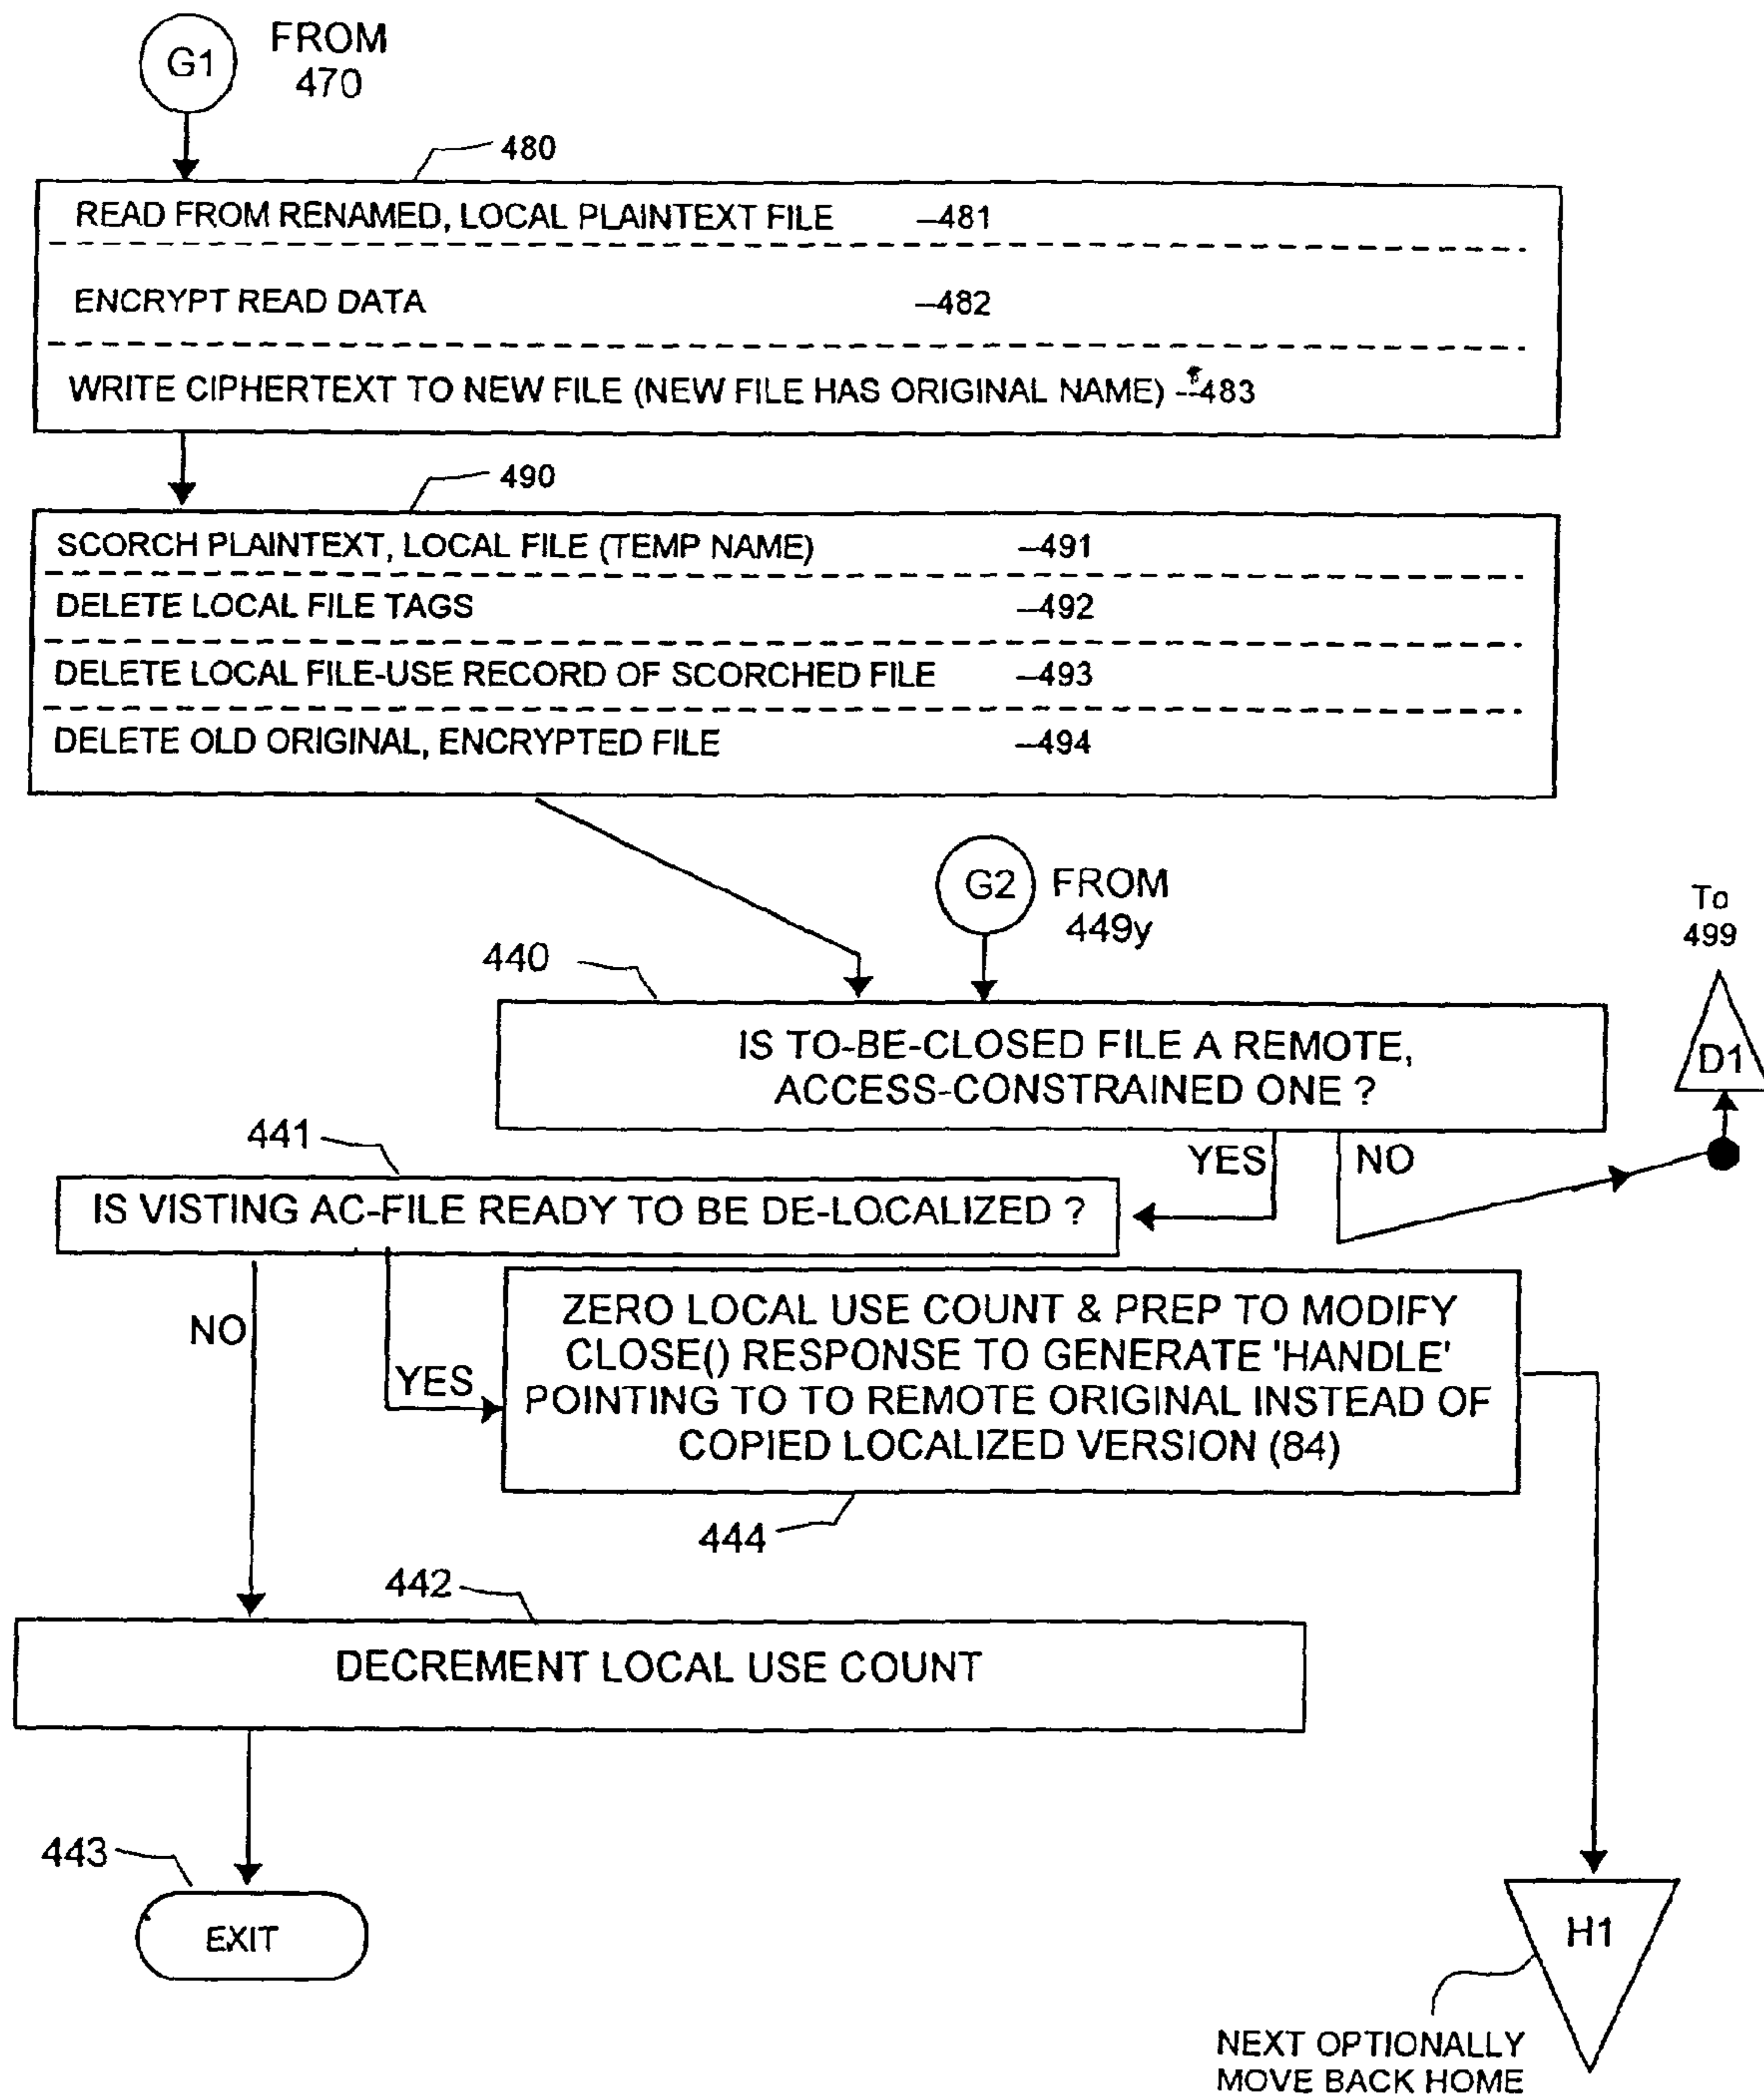 G1
FROM
470
480
READ FROM RENAMED, LOCAL PLAINTEXT FILE —481
ENCRYPT READ DATA —482
WRITE CIPHERTEXT TO NEW FILE (NEW FILE HAS ORIGINAL NAME) --483
490
SCORCH PLAINTEXT, LOCAL FILE (TEMP NAME) —491
DELETE LOCAL FILE TAGS —492
DELETE LOCAL FILE-USE RECORD OF SCORCHED FILE —493
DELETE OLD ORIGINAL, ENCRYPTED FILE —494
G2
FROM
449y
To
499
D1
440
IS TO-BE-CLOSED FILE A REMOTE,
ACCESS-CONSTRAINED ONE ?
YES
NO
441
IS VISTING AC-FILE READY TO BE DE-LOCALIZED ?
NO
YES
ZERO LOCAL USE COUNT & PREP TO MODIFY
CLOSE() RESPONSE TO GENERATE 'HANDLE'
POINTING TO TO REMOTE ORIGINAL INSTEAD OF
COPIED LOCALIZED VERSION (84)
444
442
DECREMENT LOCAL USE COUNT
443
EXIT
H1
NEXT OPTIONALLY
MOVE BACK HOME